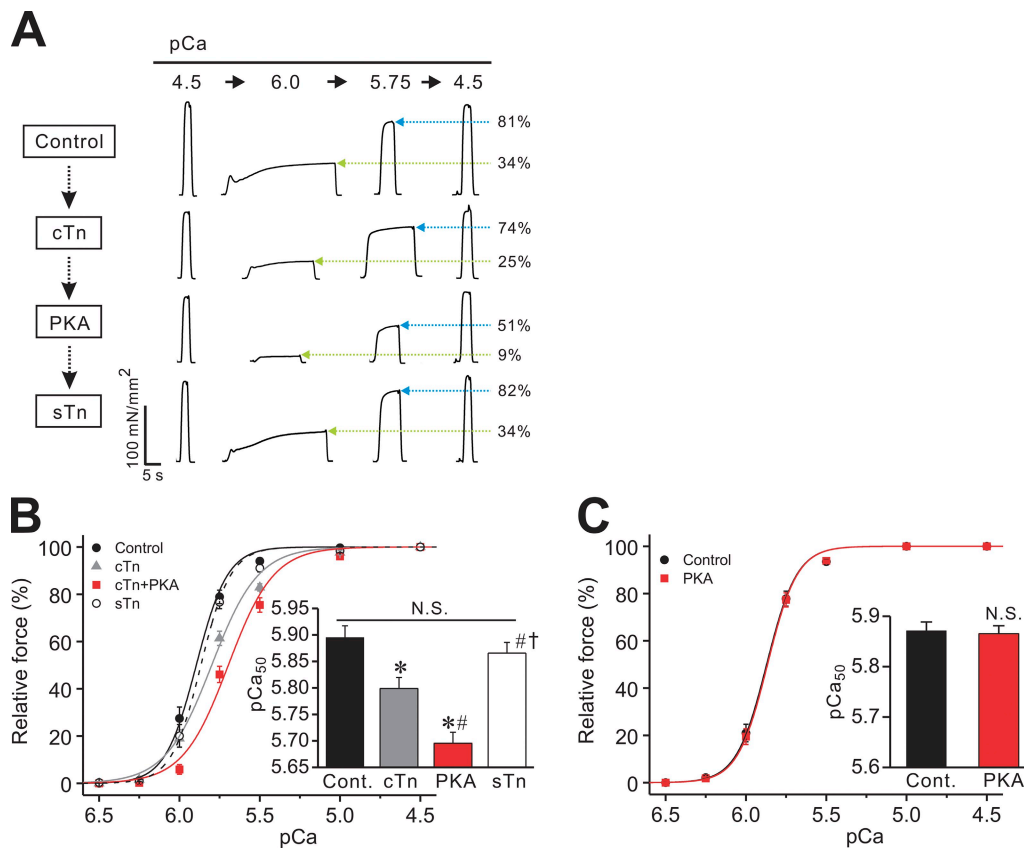 A
pCa
4.5 6.0 5.75 4.5
Control
81%
34%
cTn
74%
25%
PKA
51%
9%
sTn
82%
34%
100 mN/mm2
5 s
B
Relative force (%)
100
80
60
40
20
0
Control
cTn
cTn+PKA
sTn
6.5 6.0 5.5 5.0 4.5
pCa
pCa50
5.95
5.90
5.85
5.80
5.75
5.70
5.65
N.S.
*
*#
#†
Cont. cTn PKA sTn
C
Relative force (%)
100
80
60
40
20
0
Control
PKA
6.5 6.0 5.5 5.0 4.5
pCa
pCa50
5.9
5.8
5.7
5.6
N.S.
Cont. PKA